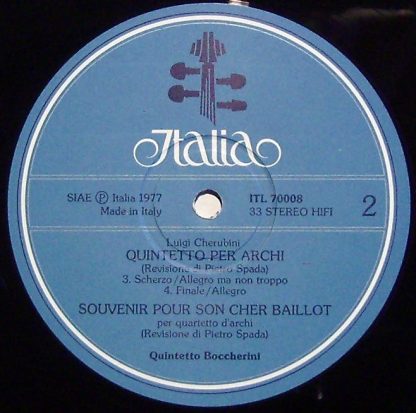 Italia
SIAE Ⓟ Italia 1977
Made in Italy
ITL 70008
33 STEREO HIFI
2
Luigi Cherubini
QUINTETTO PER ARCHI
(Revisione di Pietro Spada)
3. Scherzo/Allegro ma non troppo
4. Finale/Allegro
SOUVENIR POUR SON CHER BAILLOT
per quartetto d'archi
(Revisione di Pietro Spada)
Quintetto Boccherini